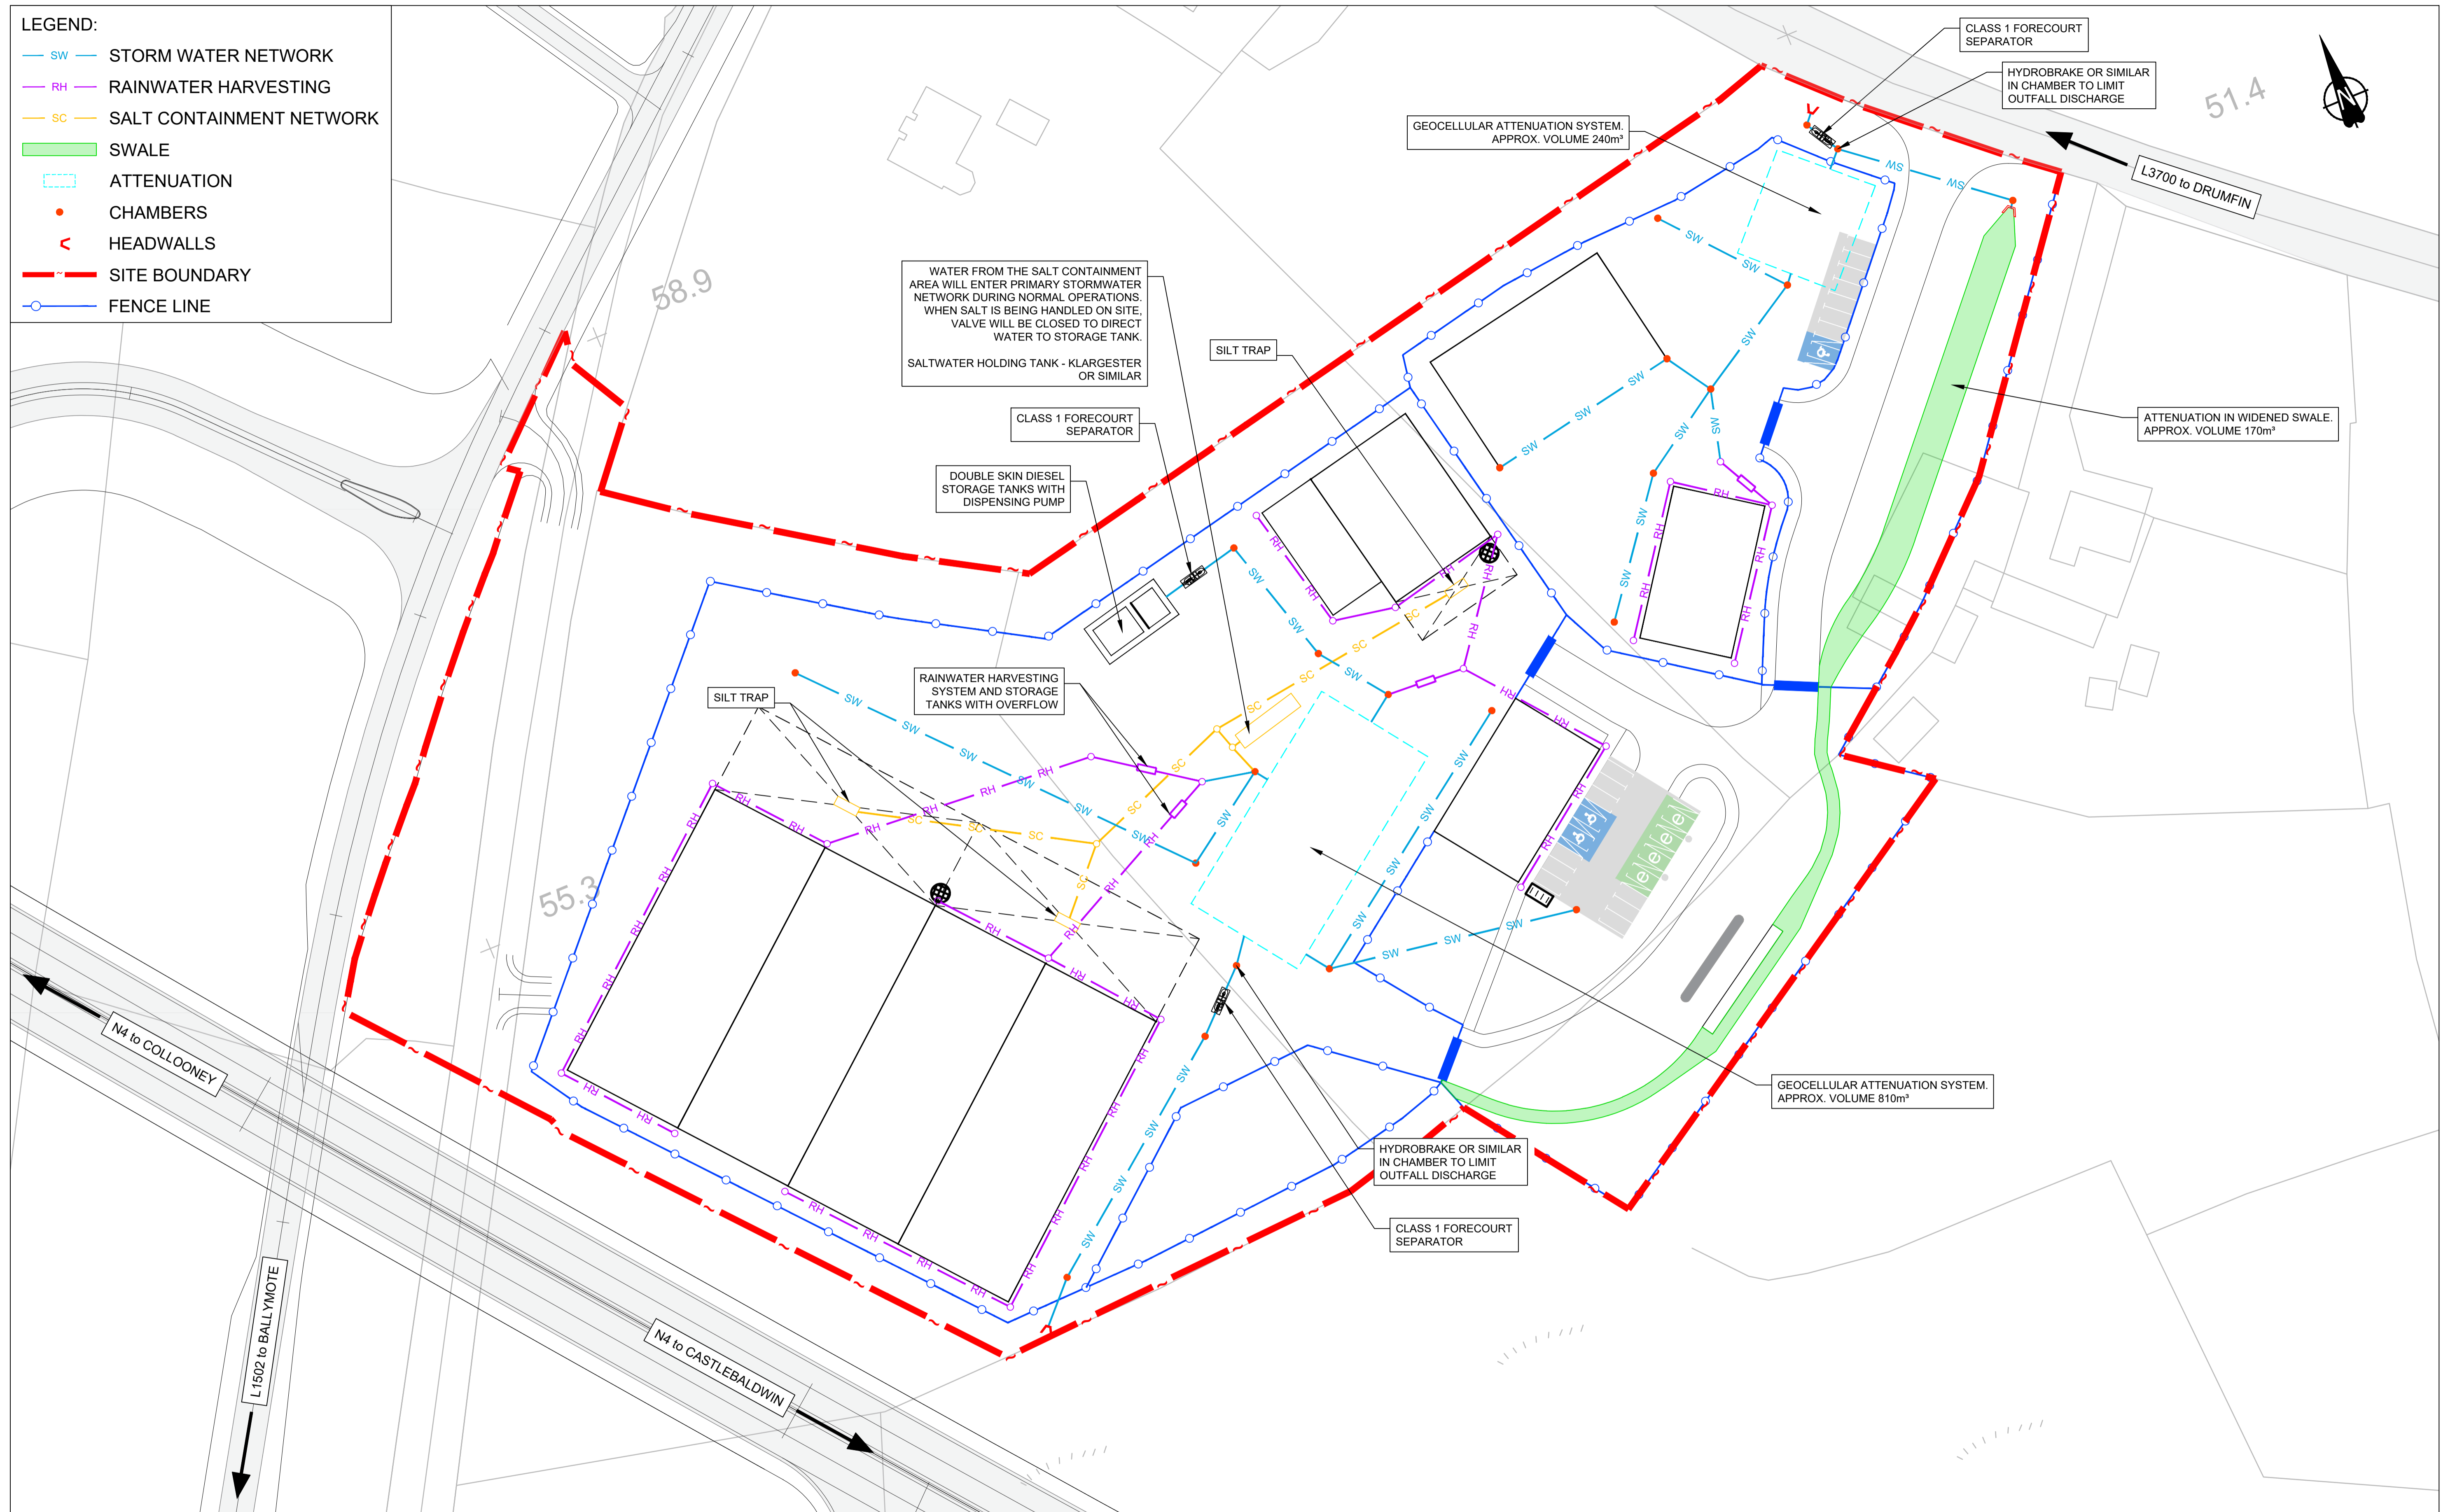 LEGEND:
SW STORM WATER NETWORK
RH RAINWATER HARVESTING
SC SALT CONTAINMENT NETWORK
SWALE
ATTENUATION
CHAMBERS
HEADWALLS
SITE BOUNDARY
FENCE LINE
CLASS 1 FORECOURT
SEPARATOR
HYDROBRAKE OR SIMILAR
IN CHAMBER TO LIMIT
OUTFALL DISCHARGE
GEOCELLULAR ATTENUATION SYSTEM.
APPROX. VOLUME 240m³
51.4
N
L3700 to DRUMFIN
58.9
WATER FROM THE SALT CONTAINMENT
AREA WILL ENTER PRIMARY STORMWATER
NETWORK DURING NORMAL OPERATIONS.
WHEN SALT IS BEING HANDLED ON SITE,
VALVE WILL BE CLOSED TO DIRECT
WATER TO STORAGE TANK.
SALTWATER HOLDING TANK - KLARGESTER
OR SIMILAR
SILT TRAP
CLASS 1 FORECOURT
SEPARATOR
DOUBLE SKIN DIESEL
STORAGE TANKS WITH
DISPENSING PUMP
ATTENUATION IN WIDENED SWALE.
APPROX. VOLUME 170m³
RAINWATER HARVESTING
SYSTEM AND STORAGE
TANKS WITH OVERFLOW
SILT TRAP
55.3
N4 to COLLOONEY
GEOCELLULAR ATTENUATION SYSTEM.
APPROX. VOLUME 810m³
HYDROBRAKE OR SIMILAR
IN CHAMBER TO LIMIT
OUTFALL DISCHARGE
CLASS 1 FORECOURT
SEPARATOR
L1502 to BALLYMOTE
N4 to CASTLEBALDWIN